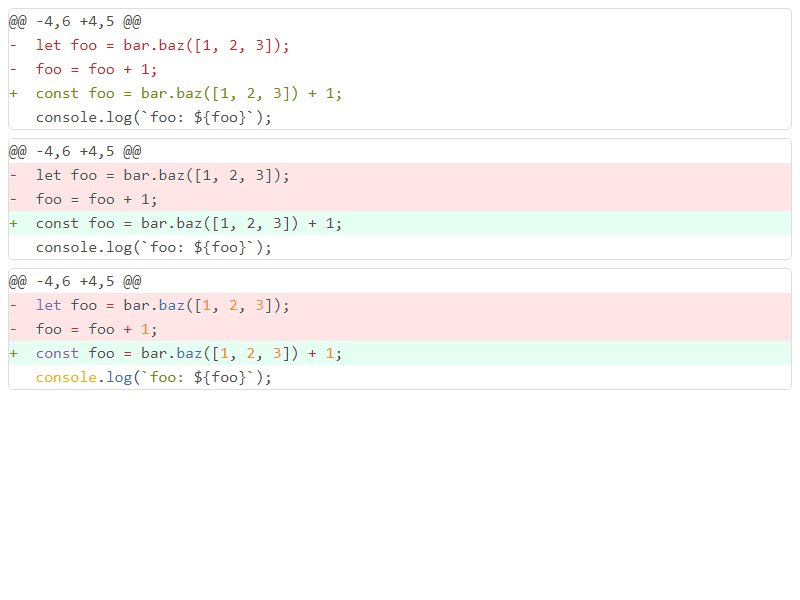 @@ -4,6 +4,5 @@
-  let foo = bar.baz([1, 2, 3]);
-  foo = foo + 1;
+  const foo = bar.baz([1, 2, 3]) + 1;
   console.log(`foo: ${foo}`);
@@ -4,6 +4,5 @@
-  let foo = bar.baz([1, 2, 3]);
-  foo = foo + 1;
+  const foo = bar.baz([1, 2, 3]) + 1;
   console.log(`foo: ${foo}`);
@@ -4,6 +4,5 @@
-  let foo = bar.baz([1, 2, 3]);
-  foo = foo + 1;
+  const foo = bar.baz([1, 2, 3]) + 1;
   console.log(`foo: ${foo}`);